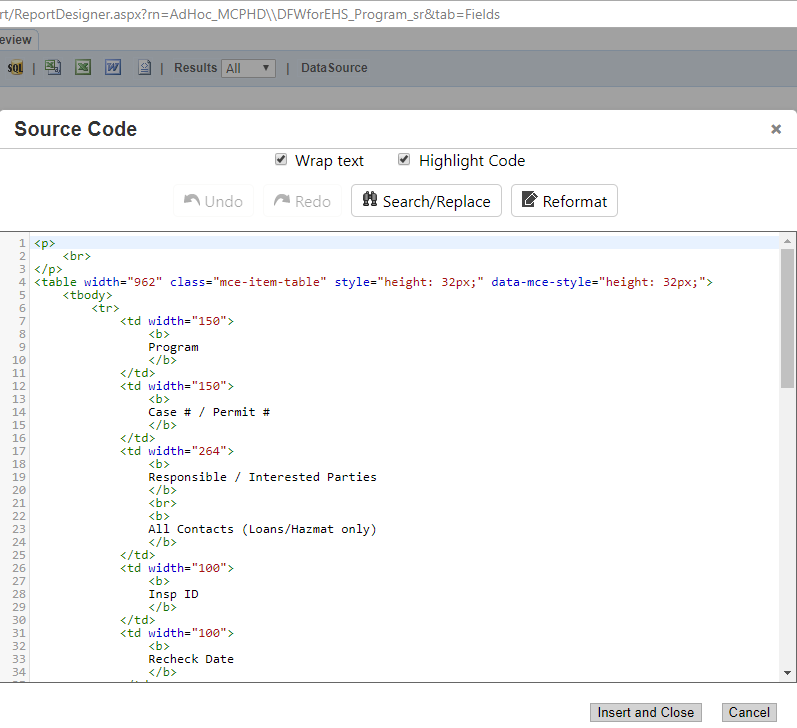 rt/ReportDesigner.aspx?rn=AdHoc_MCPHD\\DFWforEHS_Program_sr&tab=Fields
eview
SQL | | Results All ▼ | DataSource
Source Code ×
Wrap text Highlight Code
Undo Redo Search/Replace Reformat
1 <p>
2 <br>
3 </p>
4 <table width="962" class="mce-item-table" style="height: 32px;" data-mce-style="height: 32px;">
5 <tbody>
6 <tr>
7 <td width="150">
8 <b>
9 Program
10 </b>
11 </td>
12 <td width="150">
13 <b>
14 Case # / Permit #
15 </b>
16 </td>
17 <td width="264">
18 <b>
19 Responsible / Interested Parties
20 </b>
21 <br>
22 <b>
23 All Contacts (Loans/Hazmat only)
24 </b>
25 </td>
26 <td width="100">
27 <b>
28 Insp ID
29 </b>
30 </td>
31 <td width="100">
32 <b>
33 Recheck Date
34 </b>
Insert and Close Cancel